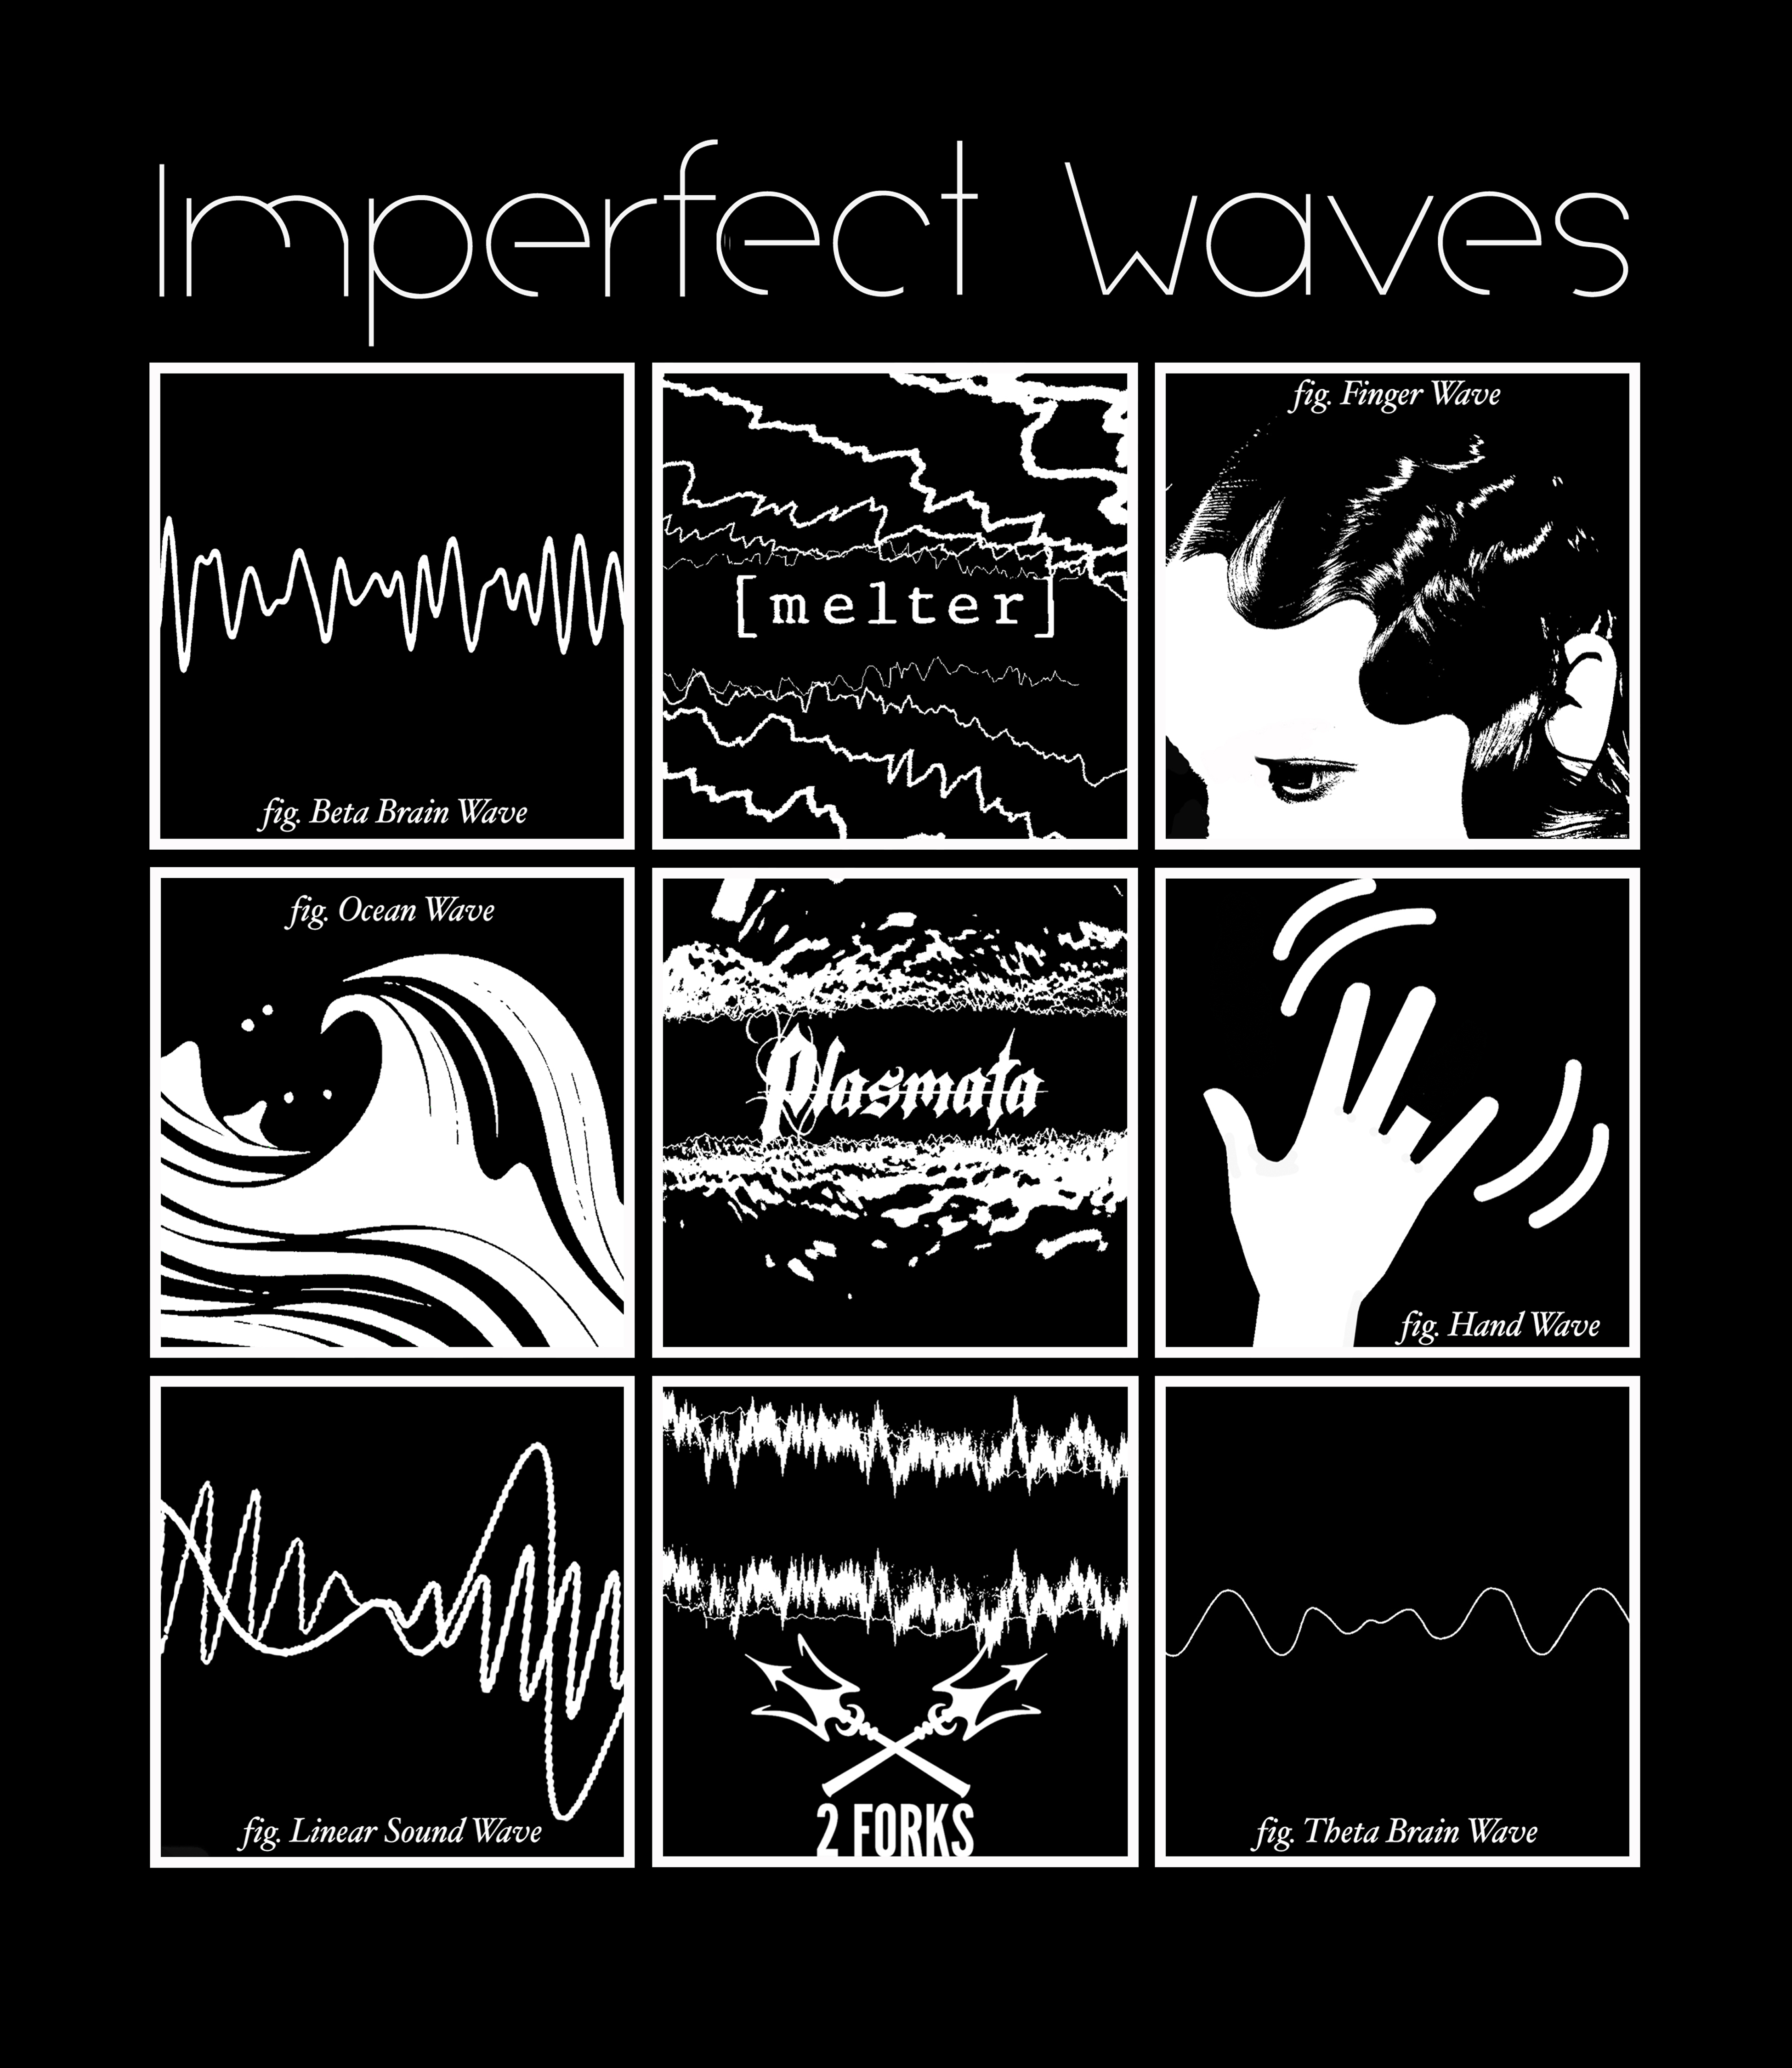 Imperfect waves
fig. Beta Brain Wave
[melter]
fig. Finger Wave
fig. Ocean Wave
Plasmata
fig. Hand Wave
fig. Linear Sound Wave
2 FORKS
fig. Theta Brain Wave